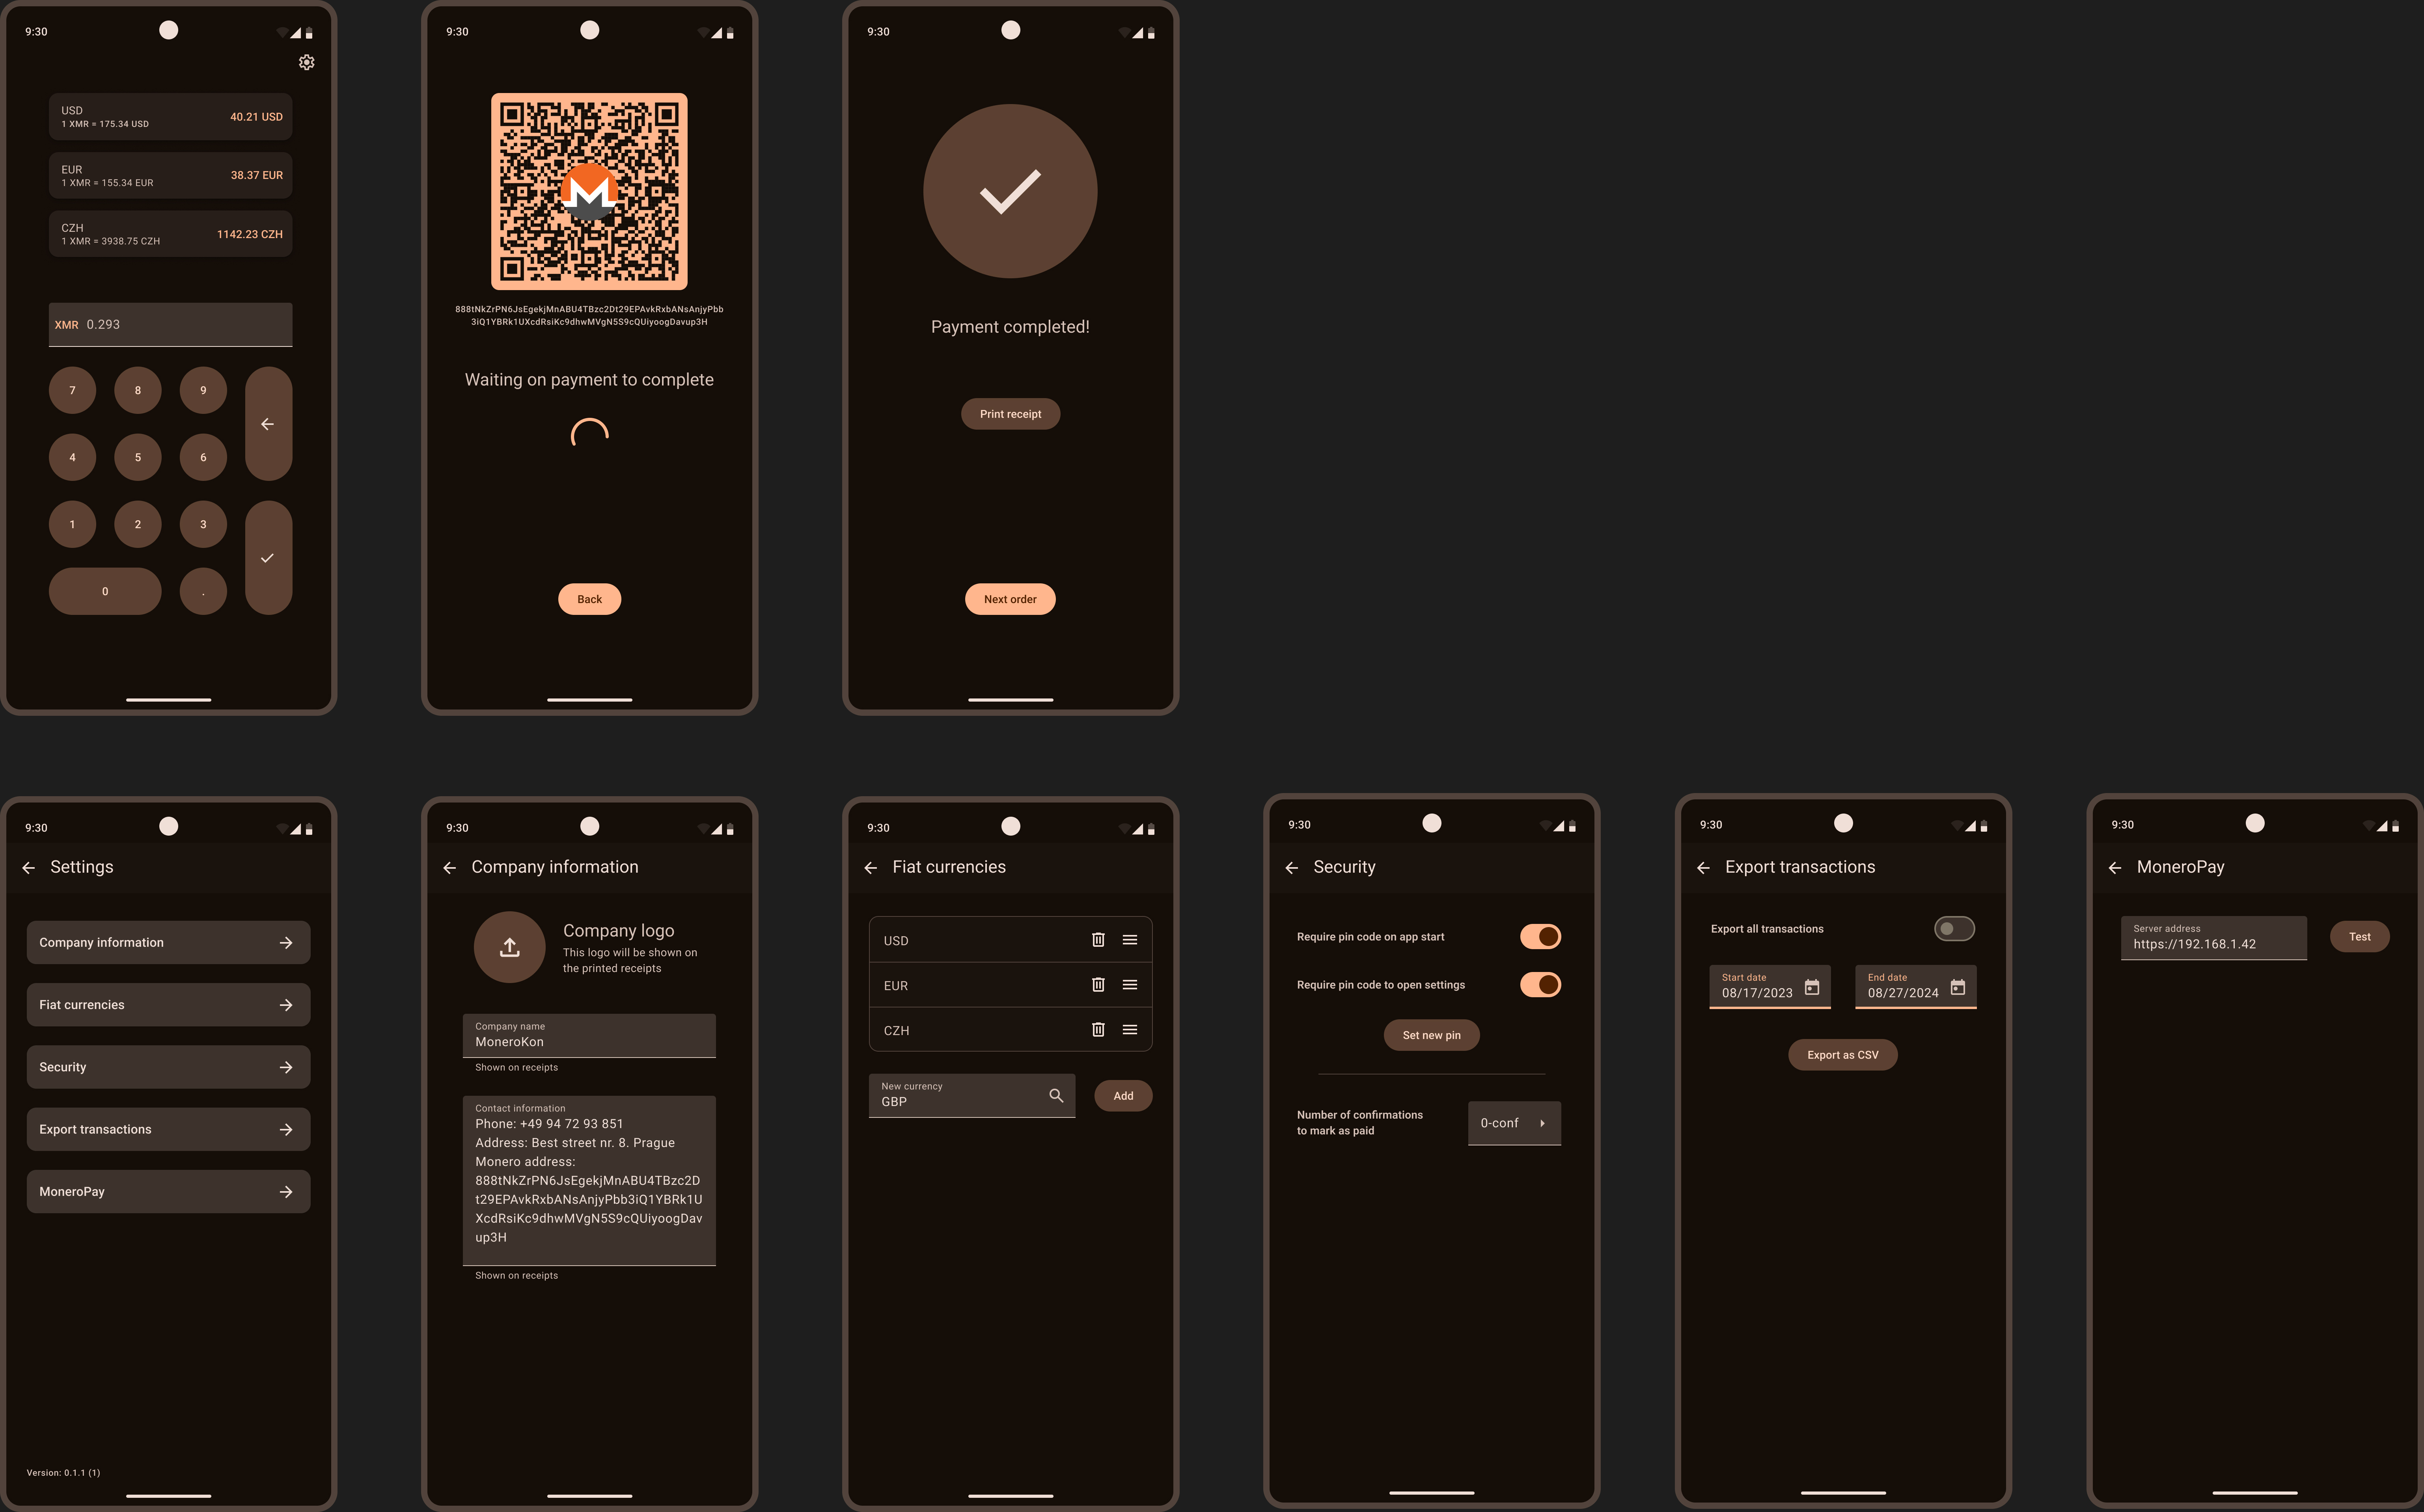 9:30
USD
1 XMR = 175.34 USD
40.21 USD
EUR
1 XMR = 155.34 EUR
38.37 EUR
CZH
1 XMR = 3938.75 CZH
1142.23 CZH
XMR 0.293
7 8 9
4 5 6
1 2 3
0 .
9:30
888tNkZrPN6JsEgekjMnABU4TBzc2Dt29EPAvkRxbANsAnjyPbb
3iQ1YBRk1UXcdRsiKc9dhwMVgN5S9cQUiyoogDavup3H
Waiting on payment to complete
Back
9:30
Payment completed!
Print receipt
Next order
9:30
Settings
Company information
Fiat currencies
Security
Export transactions
MoneroPay
Version: 0.1.1 (1)
9:30
Company information
Company logo
This logo will be shown on
the printed receipts
Company name
MoneroKon
Shown on receipts
Contact information
Phone: +49 94 72 93 851
Address: Best street nr. 8. Prague
Monero address:
888tNkZrPN6JsEgekjMnABU4TBzc2D
t29EPAvkRxbANsAnjyPbb3iQ1YBRk1U
XcdRsiKc9dhwMVgN5S9cQUiyoogDav
up3H
Shown on receipts
9:30
Fiat currencies
USD
EUR
CZH
New currency
GBP
Add
9:30
Security
Require pin code on app start
Require pin code to open settings
Set new pin
Number of confirmations
to mark as paid
0-conf
9:30
Export transactions
Export all transactions
Start date
08/17/2023
End date
08/27/2024
Export as CSV
9:30
MoneroPay
Server address
https://192.168.1.42
Test